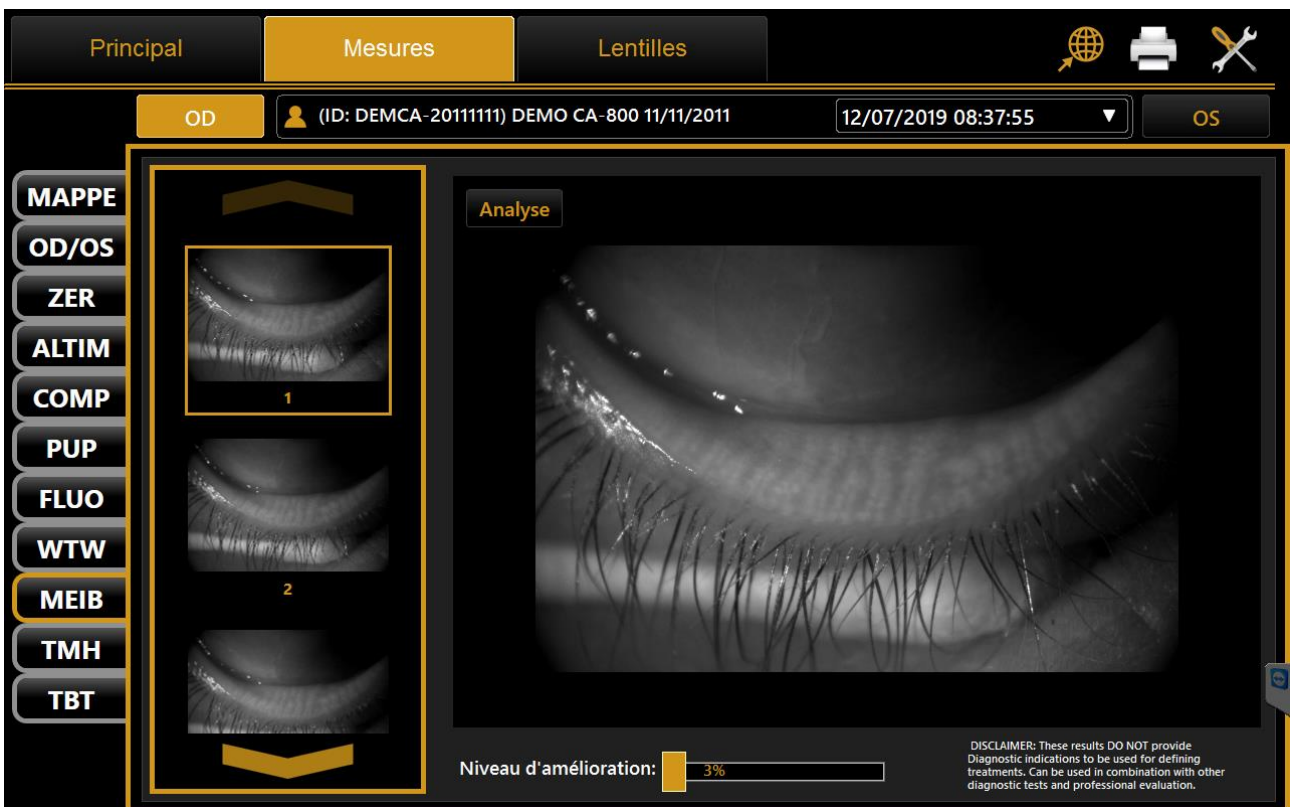 Principal
Mesures
Lentilles
OD
(ID: DEMCA-20111111) DEMO CA-800 11/11/2011
12/07/2019 08:37:55
OS
MAPPE
OD/OS
ZER
ALTIM
COMP
PUP
FLUO
WTW
MEIB
TMH
TBT
1
2
Analyse
Niveau d'amélioration:
3%
DISCLAIMER: These results DO NOT provide
Diagnostic indications to be used for defining
treatments. Can be used in combination with other
diagnostic tests and professional evaluation.